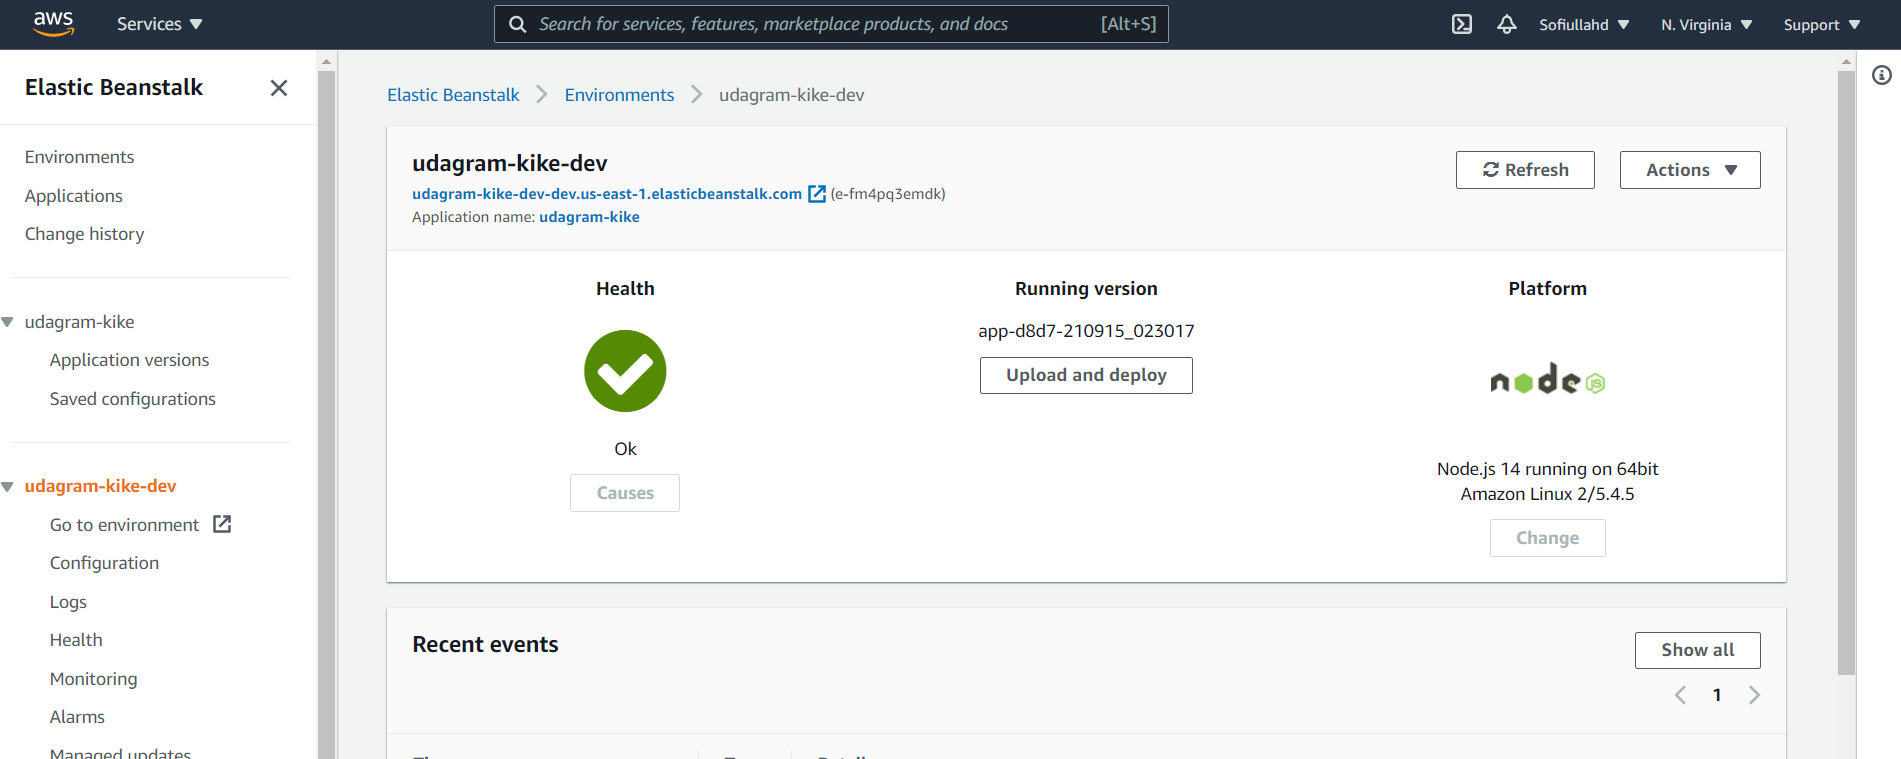 aws
Services
Search for services, features, marketplace products, and docs
[Alt+S]
Sofiullahd
N. Virginia
Support
Elastic Beanstalk
Environments
Applications
Change history
udagram-kike
Application versions
Saved configurations
udagram-kike-dev
Go to environment
Configuration
Logs
Health
Monitoring
Alarms
Managed updates
Elastic Beanstalk
Environments
udagram-kike-dev
udagram-kike-dev
udagram-kike-dev-dev.us-east-1.elasticbeanstalk.com (e-fm4pq3emdk)
Application name: udagram-kike
Refresh
Actions
Health
Ok
Causes
Running version
app-d8d7-210915_023017
Upload and deploy
Platform
node JS
Node.js 14 running on 64bit
Amazon Linux 2/5.4.5
Change
Recent events
Show all
1